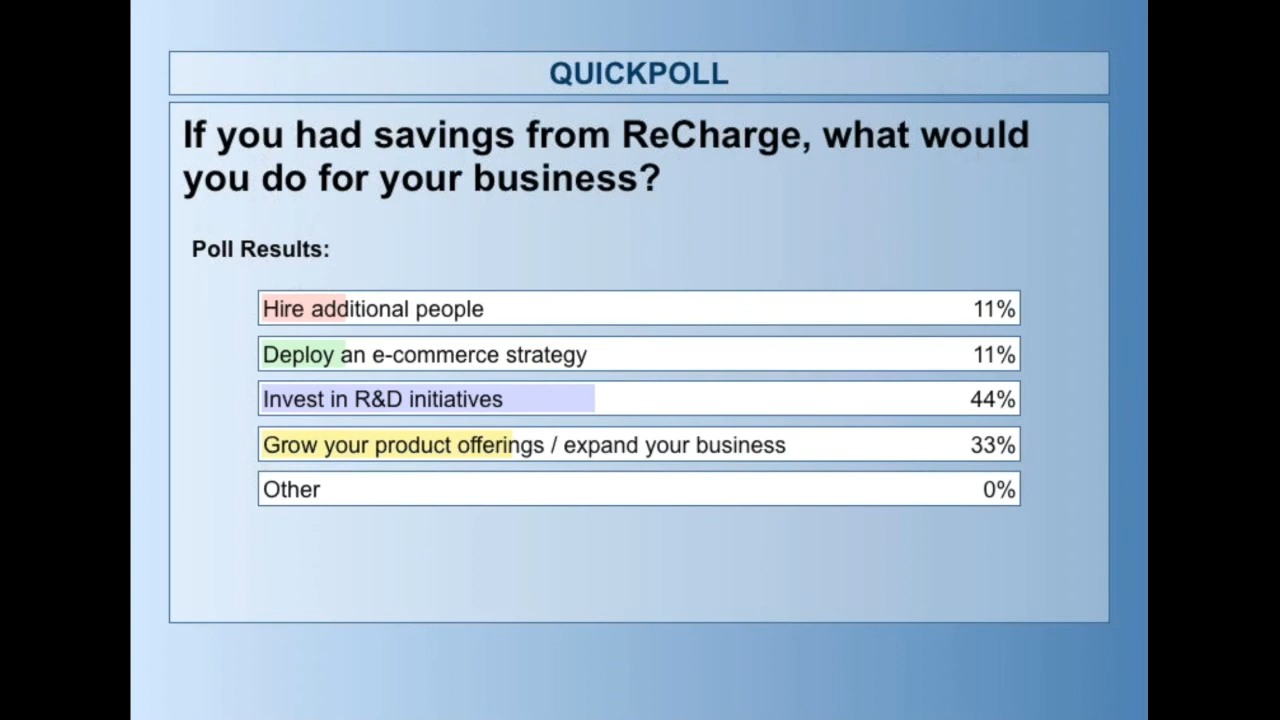 QUICKPOLL
If you had savings from ReCharge, what would
you do for your business?
Poll Results:
Hire additional people 11%
Deploy an e-commerce strategy 11%
Invest in R&D initiatives 44%
Grow your product offerings / expand your business 33%
Other 0%